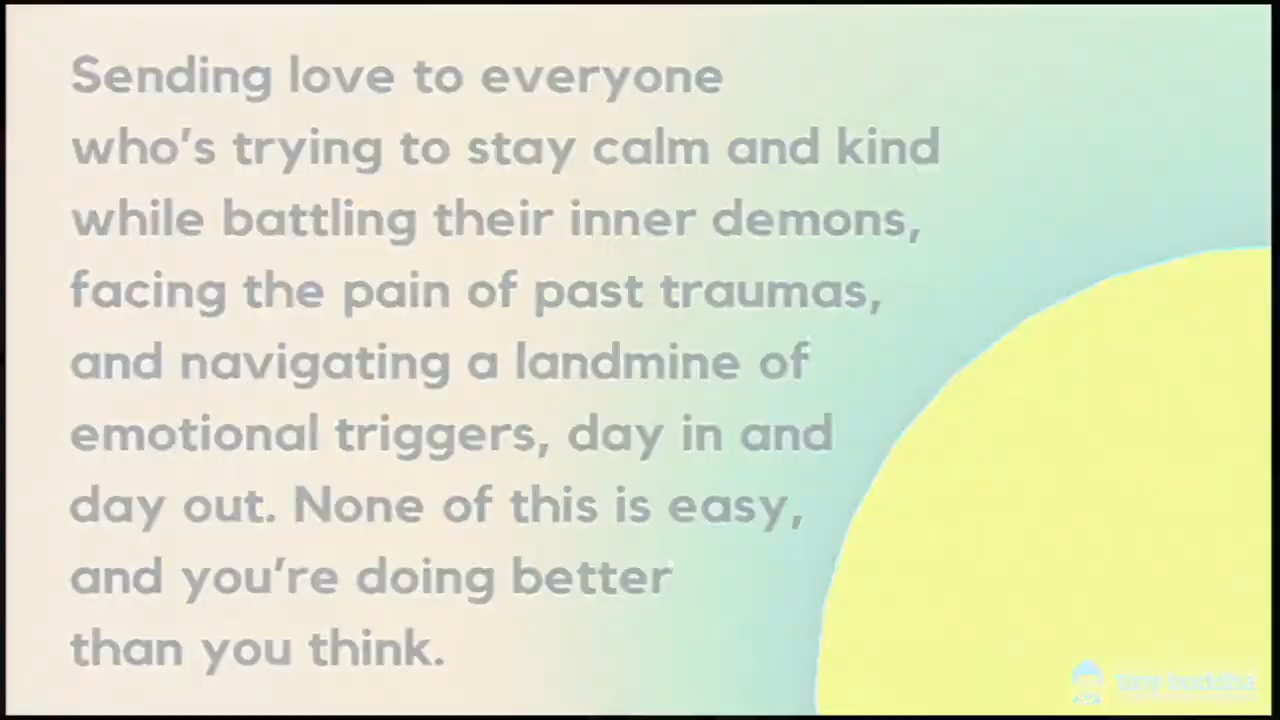 Sending love to everyone
who's trying to stay calm and kind
while battling their inner demons,
facing the pain of past traumas,
and navigating a landmine of
emotional triggers, day in and
day out. None of this is easy,
and you're doing better
than you think.
tiny buddha